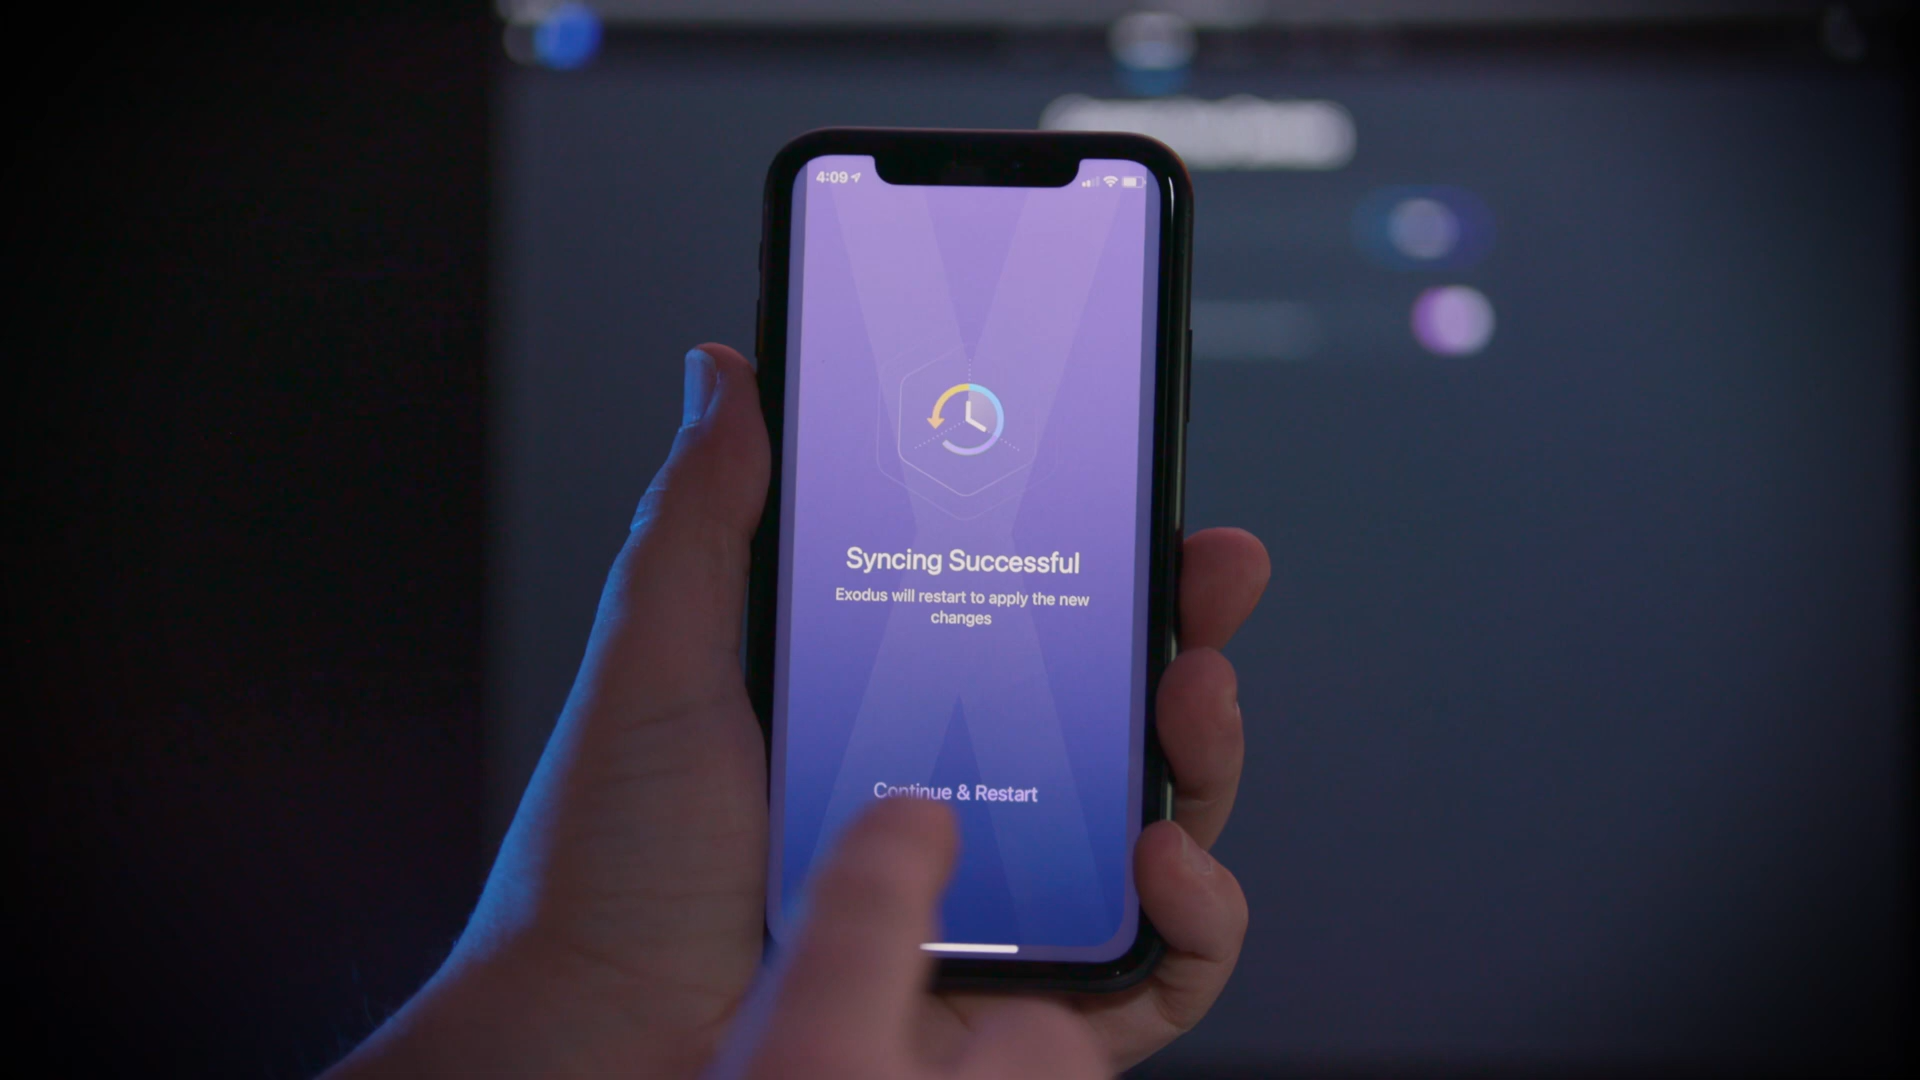 4:09
Syncing Successful
Exodus will restart to apply the new
changes
Continue & Restart